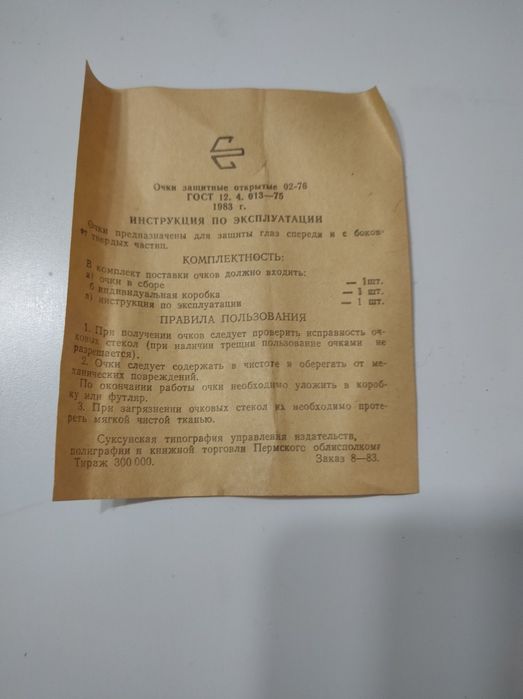 Очки защитные открытые 02-76
ГОСТ 12. 4. 013—75
1983 г.
ИНСТРУКЦИЯ ПО ЭКСПЛУАТАЦИИ
Очки предназначены для защиты глаз спереди и с боков
от твердых частиц.
КОМПЛЕКТНОСТЬ:
В комплект поставки очков должно входить:
а) очки в сборе — 1шт.
б индивидуальная коробка — 1 шт.
в) инструкция по эксплуатации — 1 шт.
ПРАВИЛА ПОЛЬЗОВАНИЯ
1. При получении очков следует проверить исправность оч-
ковых стекол (при наличии трещин пользование очками не
разрешается).
2. Очки следует содержать в чистоте и оберегать от ме-
ханических повреждений.
По окончании работы очки необходимо уложить в короб-
ку или футляр.
3. При загрязнении очковых стекол их необходимо проте-
реть мягкой чистой тканью.
Суксунская типография управления издательств,
полиграфии и книжной торговли Пермского облисполкома
Тираж 300 000. Заказ 8—83.